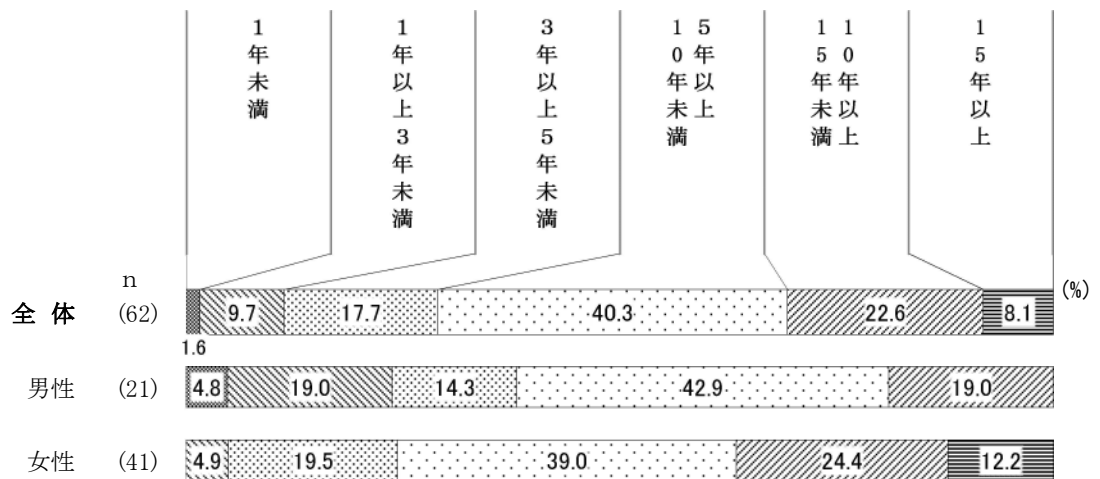 1年未満
1年以上3年未満
3年以上5年未満
5年以上
10年未満
10年以上
15年未満
15年以上
n
(%)
全体 (62) 9.7 17.7 40.3 22.6 8.1
1.6
男性 (21) 4.8 19.0 14.3 42.9 19.0
女性 (41) 4.9 19.5 39.0 24.4 12.2